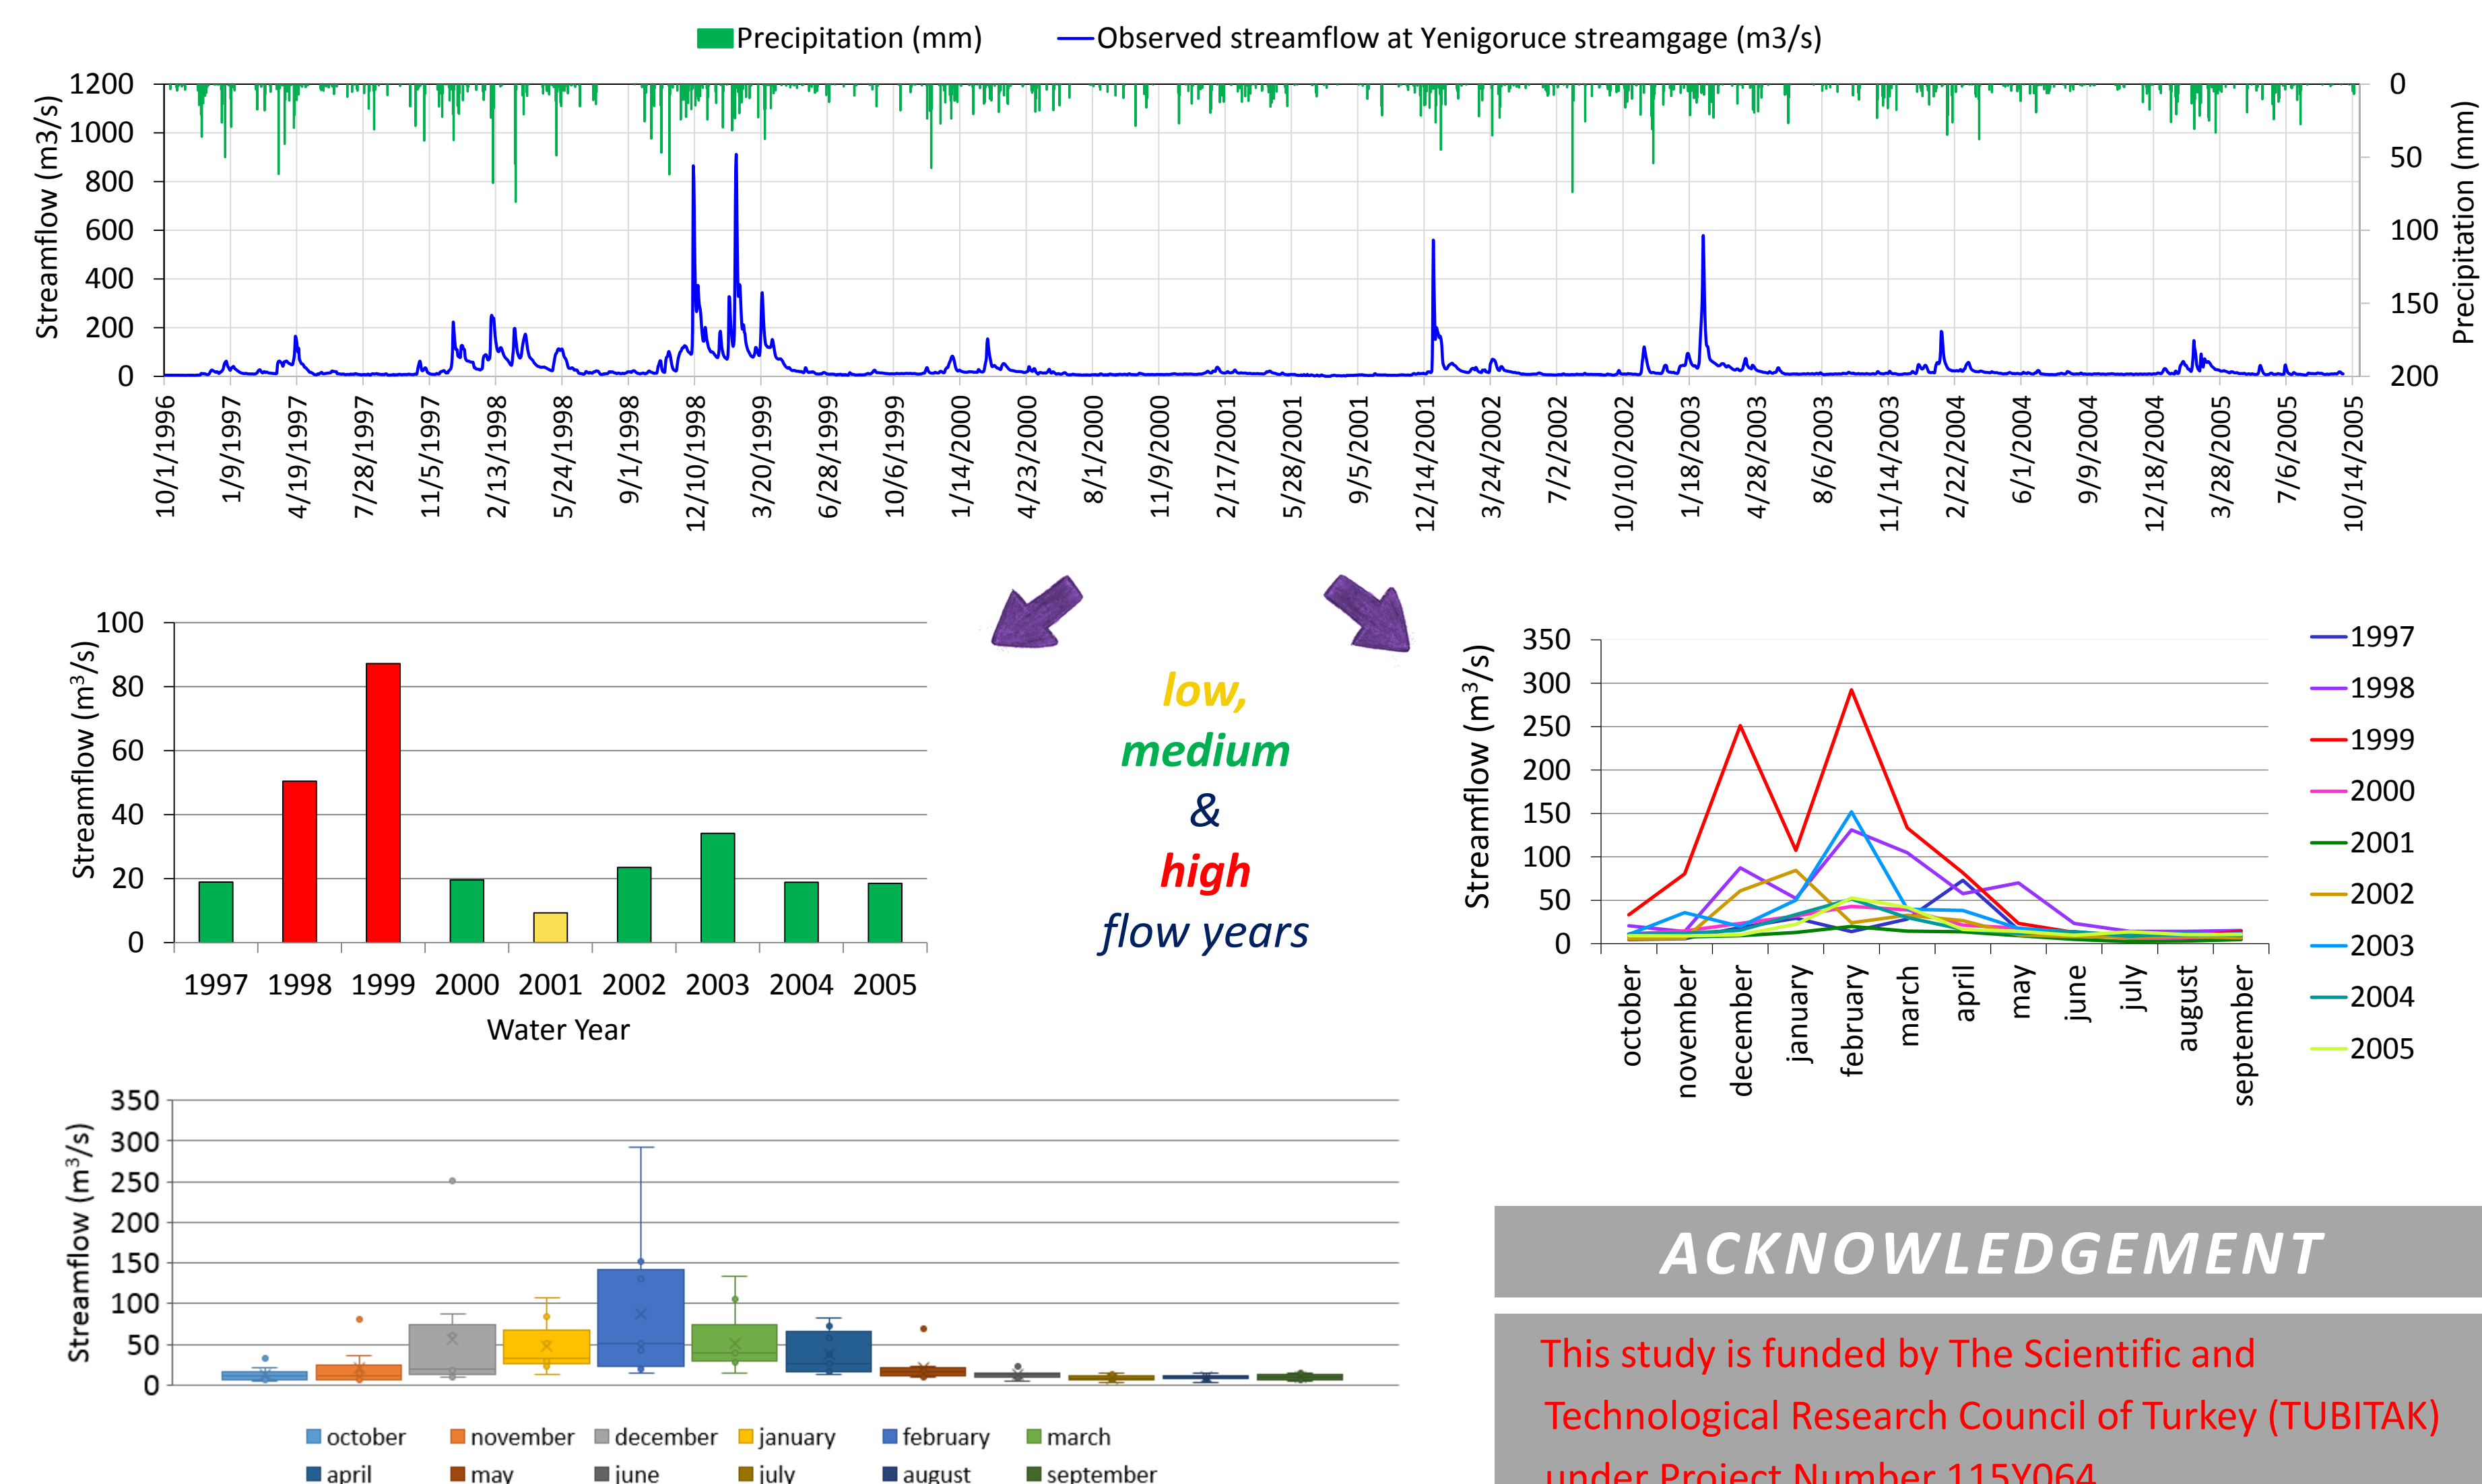 Precipitation (mm) Observed streamflow at Yenigoruce streamgage (m3/s)
Streamflow (m3/s)
1200
1000
800
600
400
200
0
0
50
100
150
200
Precipitation (mm)
10/1/1996
1/9/1997
4/19/1997
7/28/1997
11/5/1997
2/13/1998
5/24/1998
9/1/1998
12/10/1998
3/20/1999
6/28/1999
10/6/1999
1/14/2000
4/23/2000
8/1/2000
11/9/2000
2/17/2001
5/28/2001
9/5/2001
12/14/2001
3/24/2002
7/2/2002
10/10/2002
1/18/2003
4/28/2003
8/6/2003
11/14/2003
2/22/2004
6/1/2004
9/9/2004
12/18/2004
3/28/2005
7/6/2005
10/14/2005
Streamflow (m³/s)
100
80
60
40
20
0
1997 1998 1999 2000 2001 2002 2003 2004 2005
Water Year
low,
medium
&
high
flow years
Streamflow (m³/s)
350
300
250
200
150
100
50
0
october
november
december
january
february
march
april
may
june
july
august
september
1997
1998
1999
2000
2001
2002
2003
2004
2005
Streamflow (m³/s)
350
300
250
200
150
100
50
0
october november december january february march
april may june july august september
ACKNOWLEDGEMENT
This study is funded by The Scientific and
Technological Research Council of Turkey (TUBITAK)
under Project Number 115Y064